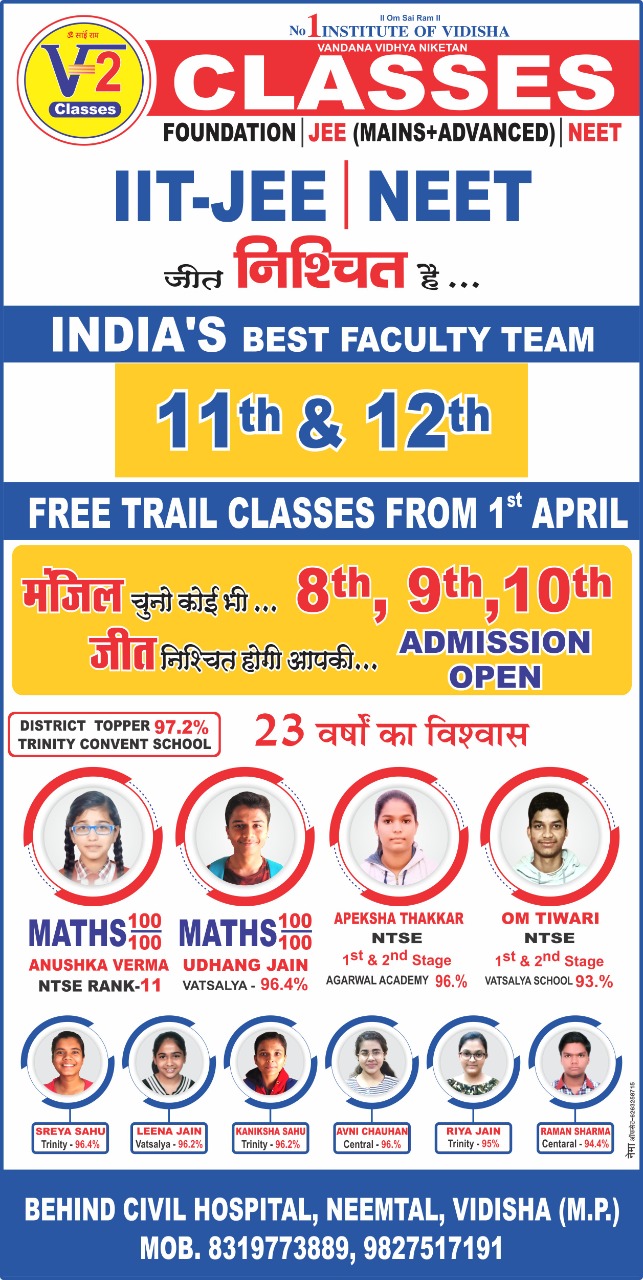 ॥ Om Sai Ram ॥
No 1 INSTITUTE OF VIDISHA
VANDANA VIDHYA NIKETAN
ॐ सांई राम
V-2
Classes
CLASSES
FOUNDATION | JEE (MAINS+ADVANCED) | NEET
IIT-JEE | NEET
जीत निश्चित है ...
INDIA'S BEST FACULTY TEAM
11th & 12th
FREE TRAIL CLASSES FROM 1st APRIL
मंजिल चुनो कोई भी ... 8th, 9th,10th
जीत निश्चित होगी आपकी... ADMISSION OPEN
DISTRICT TOPPER 97.2%
TRINITY CONVENT SCHOOL
23 वर्षों का विश्वास
MATHS 100/100
ANUSHKA VERMA
NTSE RANK-11
MATHS 100/100
UDHANG JAIN
VATSALYA - 96.4%
APEKSHA THAKKAR
NTSE
1st & 2nd Stage
AGARWAL ACADEMY 96.%
OM TIWARI
NTSE
1st & 2nd Stage
VATSALYA SCHOOL 93.%
SREYA SAHU
Trinity - 96.4%
LEENA JAIN
Vatsalya - 96.2%
KANIKSHA SAHU
Trinity - 96.2%
AVNI CHAUHAN
Central - 96.%
RIYA JAIN
Trinity - 95%
RAMAN SHARMA
Centaral - 94.4%
नेमा ऑफसेट-6263256715
BEHIND CIVIL HOSPITAL, NEEMTAL, VIDISHA (M.P.)
MOB. 8319773889, 9827517191